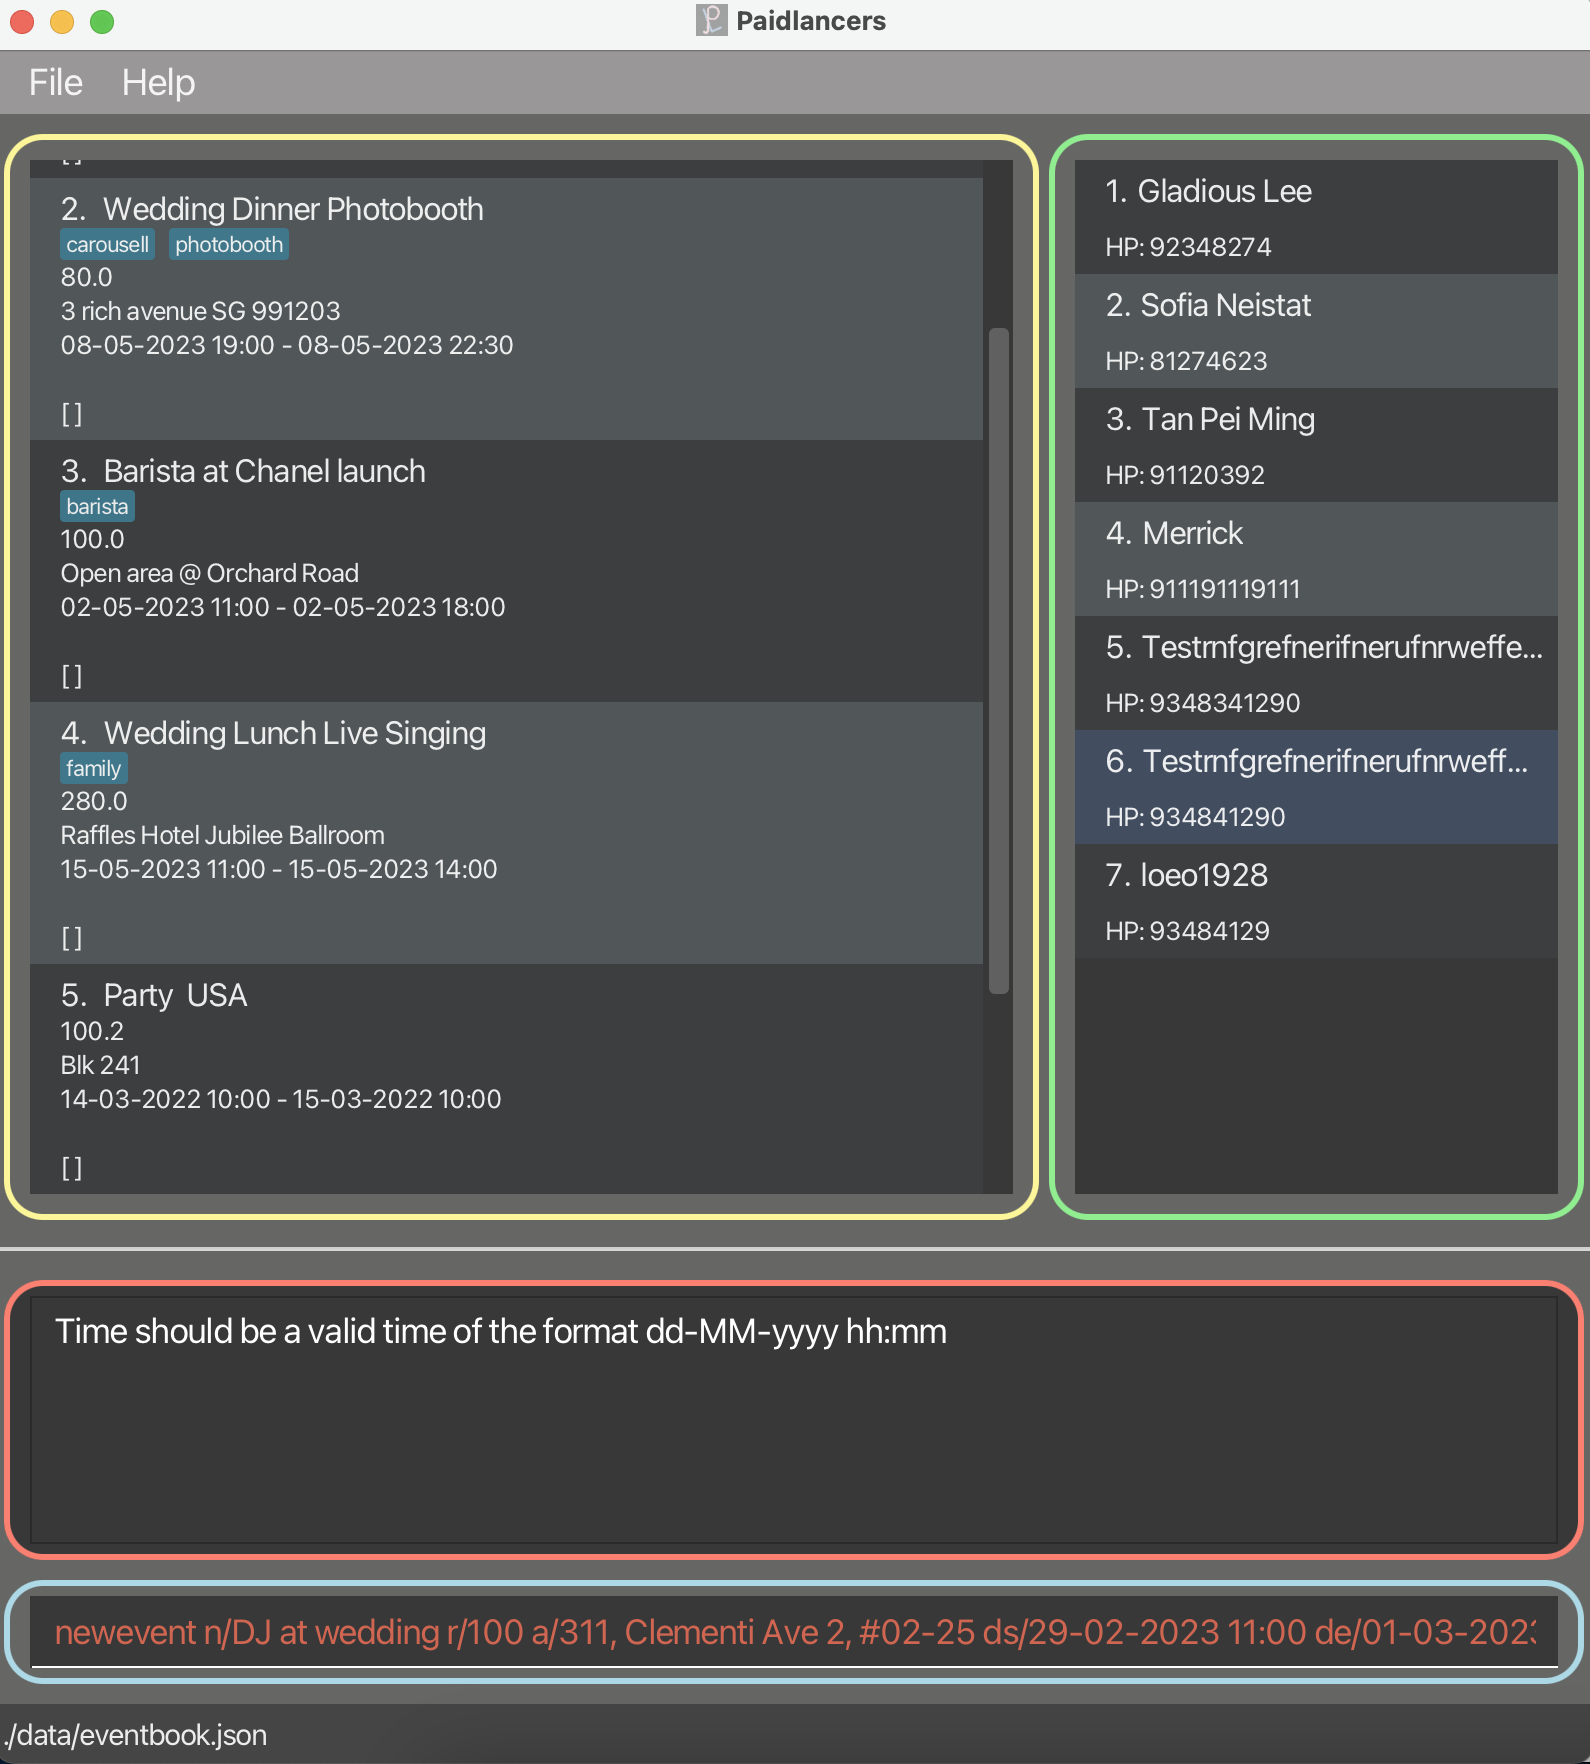 Paidlancers
File Help
[ ]
2. Wedding Dinner Photobooth
carousell photobooth
80.0
3 rich avenue SG 991203
08-05-2023 19:00 - 08-05-2023 22:30
[ ]
3. Barista at Chanel launch
barista
100.0
Open area @ Orchard Road
02-05-2023 11:00 - 02-05-2023 18:00
[ ]
4. Wedding Lunch Live Singing
family
280.0
Raffles Hotel Jubilee Ballroom
15-05-2023 11:00 - 15-05-2023 14:00
[ ]
5. Party  USA
100.2
Blk 241
14-03-2022 10:00 - 15-03-2022 10:00
[ ]
1. Gladious Lee
HP: 92348274
2. Sofia Neistat
HP: 81274623
3. Tan Pei Ming
HP: 91120392
4. Merrick
HP: 911191119111
5. Testrnfgrefnerifnerufnrweffe...
HP: 9348341290
6. Testrnfgrefnerifnerufnrweff...
HP: 934841290
7. loeo1928
HP: 93484129
Time should be a valid time of the format dd-MM-yyyy hh:mm
newevent n/DJ at wedding r/100 a/311, Clementi Ave 2, #02-25 ds/29-02-2023 11:00 de/01-03-2023
./data/eventbook.json